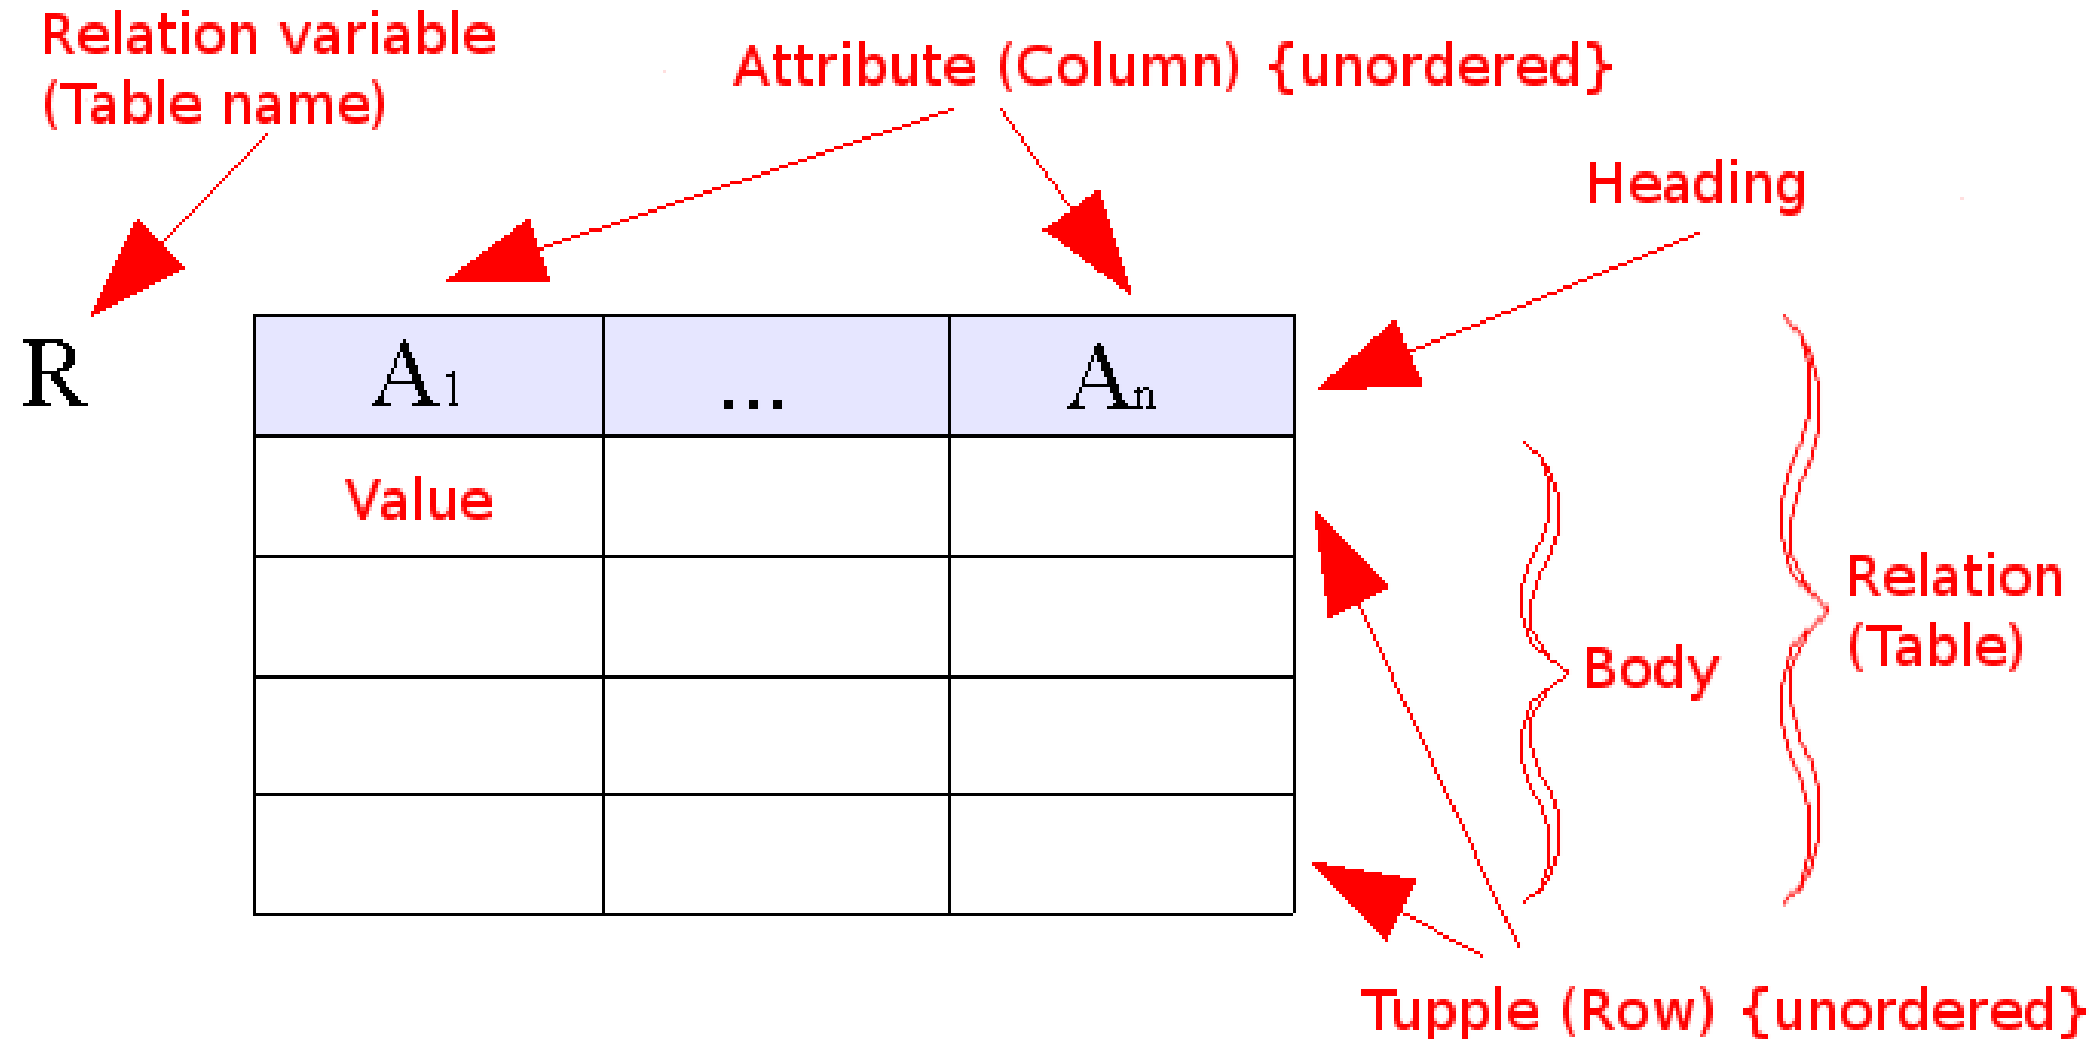 Relation variable
(Table name)
Attribute (Column) {unordered}
Heading
R
A1 ... An
Value
Relation
(Table)
Body
Tupple (Row) {unordered}